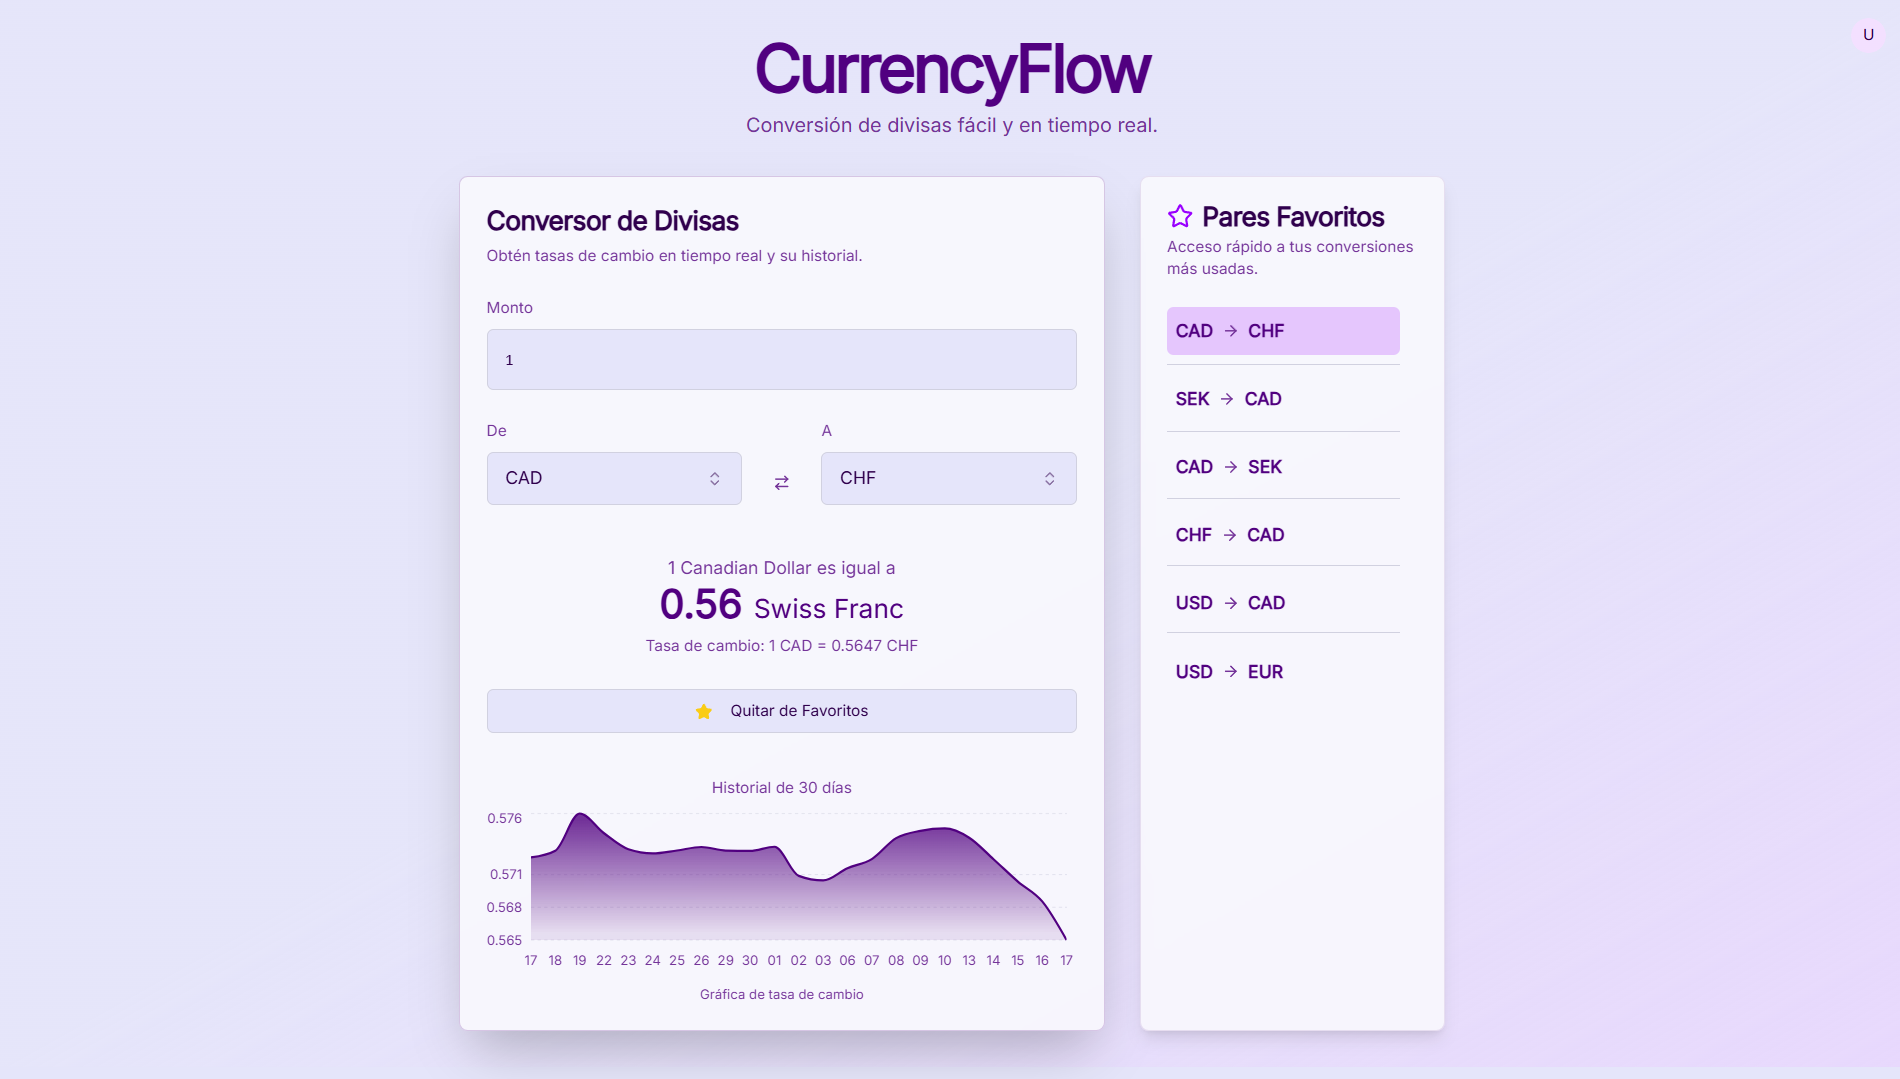 U
CurrencyFlow
Conversión de divisas fácil y en tiempo real.
Conversor de Divisas
Obtén tasas de cambio en tiempo real y su historial.
Monto
1
De
A
CAD
CHF
1 Canadian Dollar es igual a
0.56 Swiss Franc
Tasa de cambio: 1 CAD = 0.5647 CHF
Quitar de Favoritos
Historial de 30 días
0.576
0.571
0.568
0.565
17 18 19 22 23 24 25 26 29 30 01 02 03 06 07 08 09 10 13 14 15 16 17
Gráfica de tasa de cambio
Pares Favoritos
Acceso rápido a tus conversiones
más usadas.
CAD → CHF
SEK → CAD
CAD → SEK
CHF → CAD
USD → CAD
USD → EUR